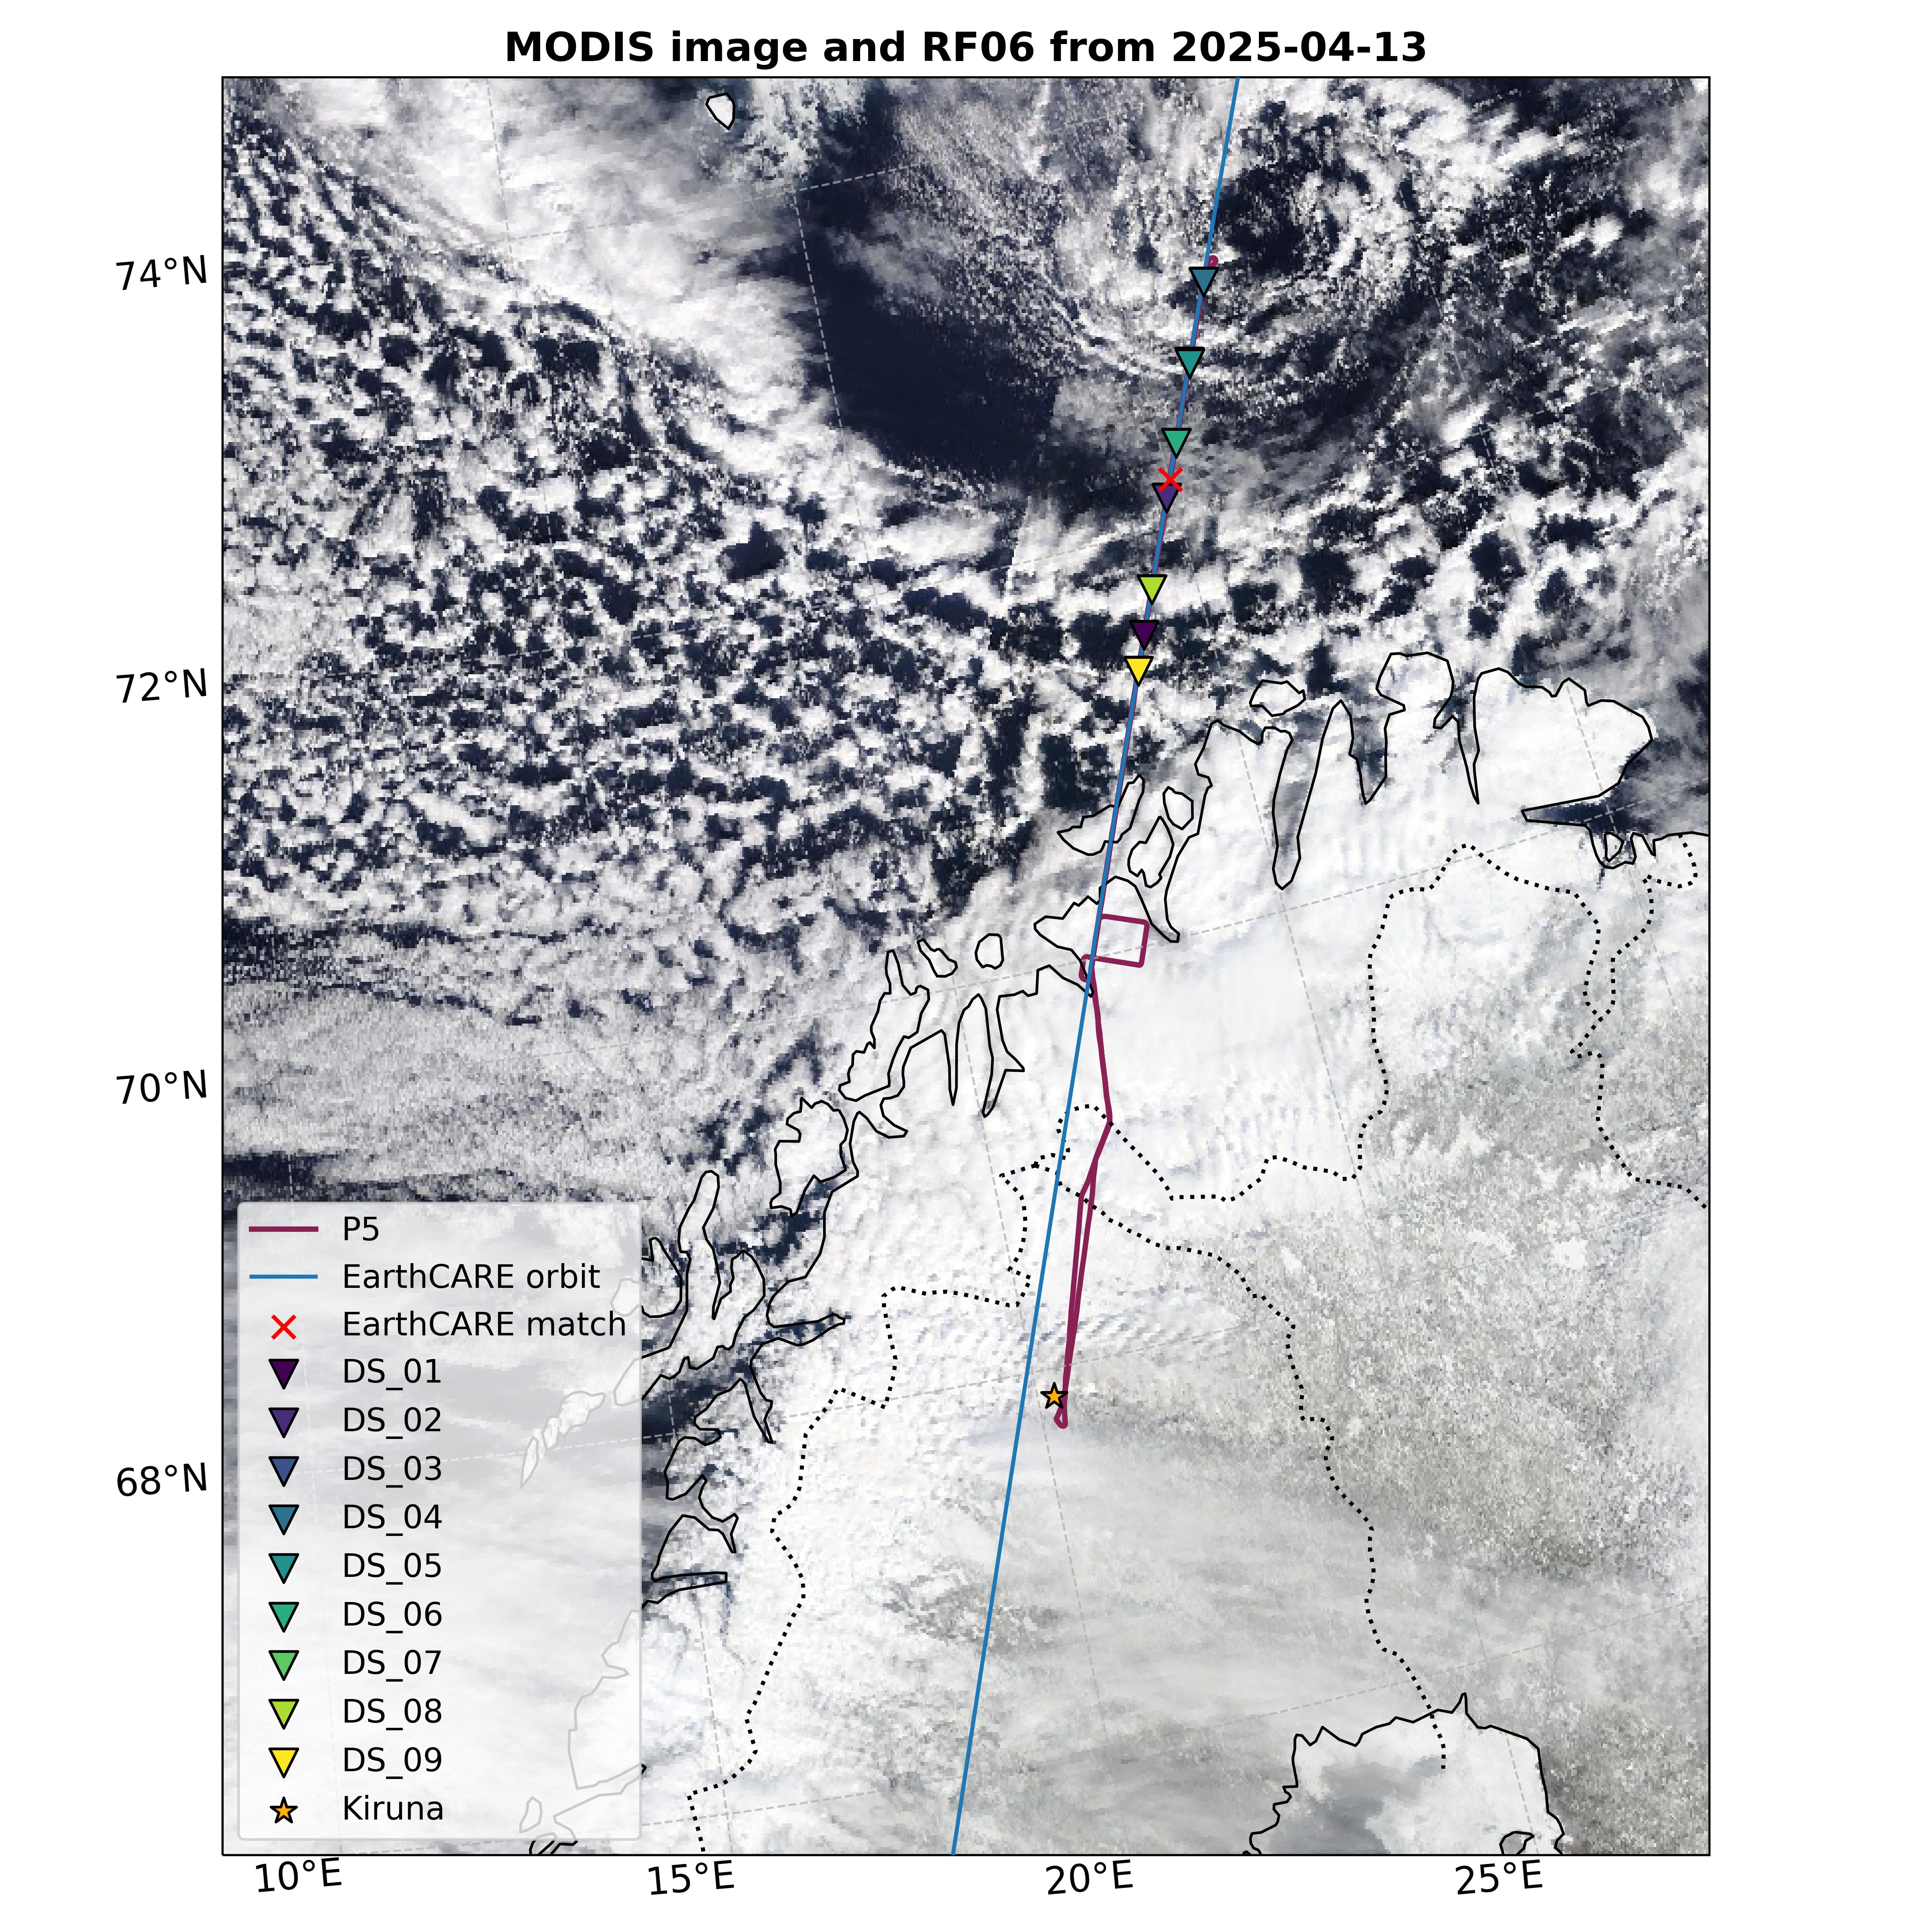 MODIS image and RF06 from 2025-04-13
74°N
72°N
70°N
68°N
P5
EarthCARE orbit
EarthCARE match
DS_01
DS_02
DS_03
DS_04
DS_05
DS_06
DS_07
DS_08
DS_09
Kiruna
10°E
15°E
20°E
25°E